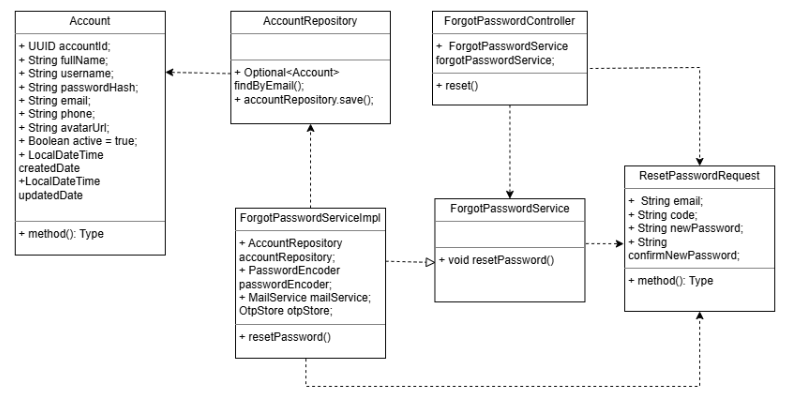 Account
+ UUID accountId;
+ String fullName;
+ String username;
+ String passwordHash;
+ String email;
+ String phone;
+ String avatarUrl;
+ Boolean active = true;
+ LocalDateTime
createdDate
+LocalDateTime
updatedDate
+ method(): Type
AccountRepository
+ Optional<Account>
findByEmail();
+ accountRepository.save();
ForgotPasswordController
+ ForgotPasswordService
forgotPasswordService;
+ reset()
ForgotPasswordServiceImpl
+ AccountRepository
accountRepository;
+ PasswordEncoder
passwordEncoder;
+ MailService mailService;
OtpStore otpStore;
+ resetPassword()
ForgotPasswordService
+ void resetPassword()
ResetPasswordRequest
+ String email;
+ String code;
+ String newPassword;
+ String
confirmNewPassword;
+ method(): Type